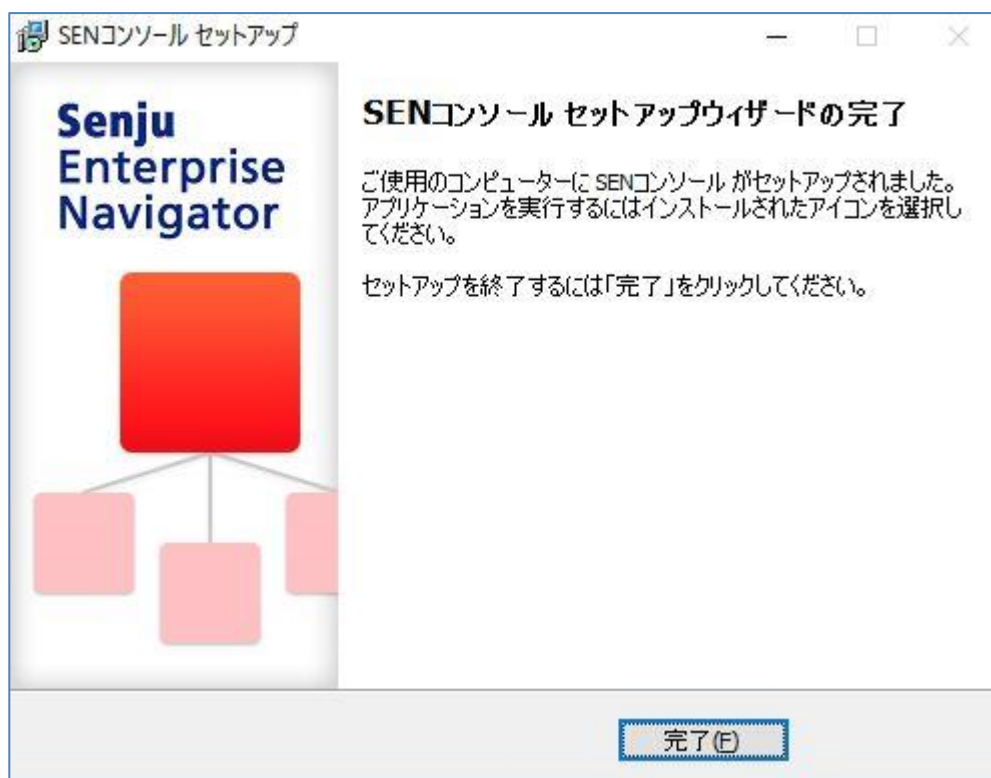 SENコンソール セットアップ
Senju
Enterprise
Navigator
SENコンソール セットアップウィザードの完了
ご使用のコンピューターに SENコンソール がセットアップされました。
アプリケーションを実行するにはインストールされたアイコンを選択し
てください。
セットアップを終了するには「完了」をクリックしてください。
完了(F)